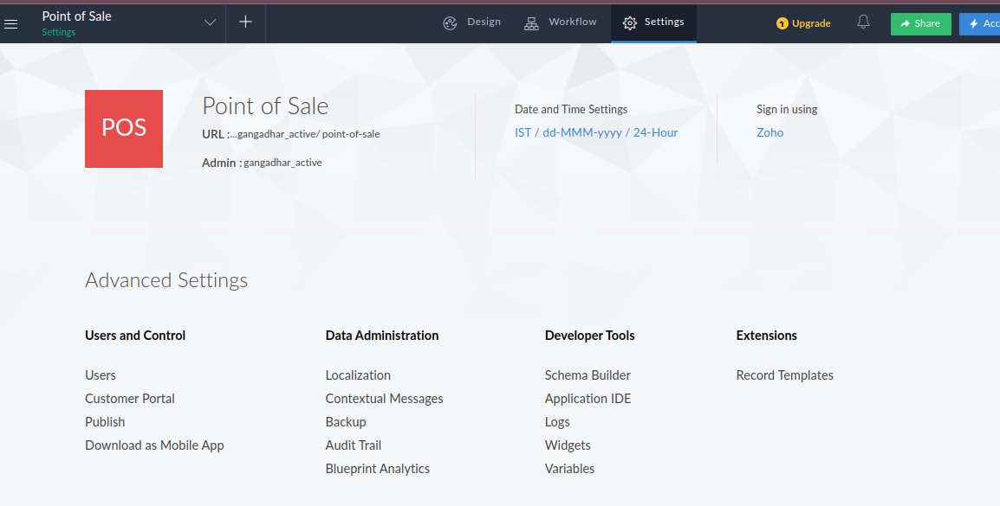 Point of Sale
Settings
Design
Workflow
Settings
Upgrade
Share
Acc
POS
Point of Sale
URL :...gangadhar_active/ point-of-sale
Admin : gangadhar_active
Date and Time Settings
IST / dd-MMM-yyyy / 24-Hour
Sign in using
Zoho
Advanced Settings
Users and Control
Users
Customer Portal
Publish
Download as Mobile App
Data Administration
Localization
Contextual Messages
Backup
Audit Trail
Blueprint Analytics
Developer Tools
Schema Builder
Application IDE
Logs
Widgets
Variables
Extensions
Record Templates